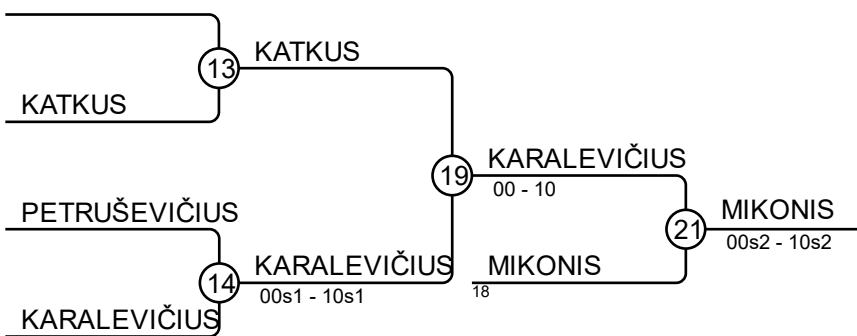 KATKUS
13
KATKUS
KARALEVIČIUS
19
00 - 10
PETRUŠEVIČIUS
MIKONIS
21
00s2 - 10s2
KARALEVIČIUS
MIKONIS
14
00s1 - 10s1
18
KARALEVIČIUS